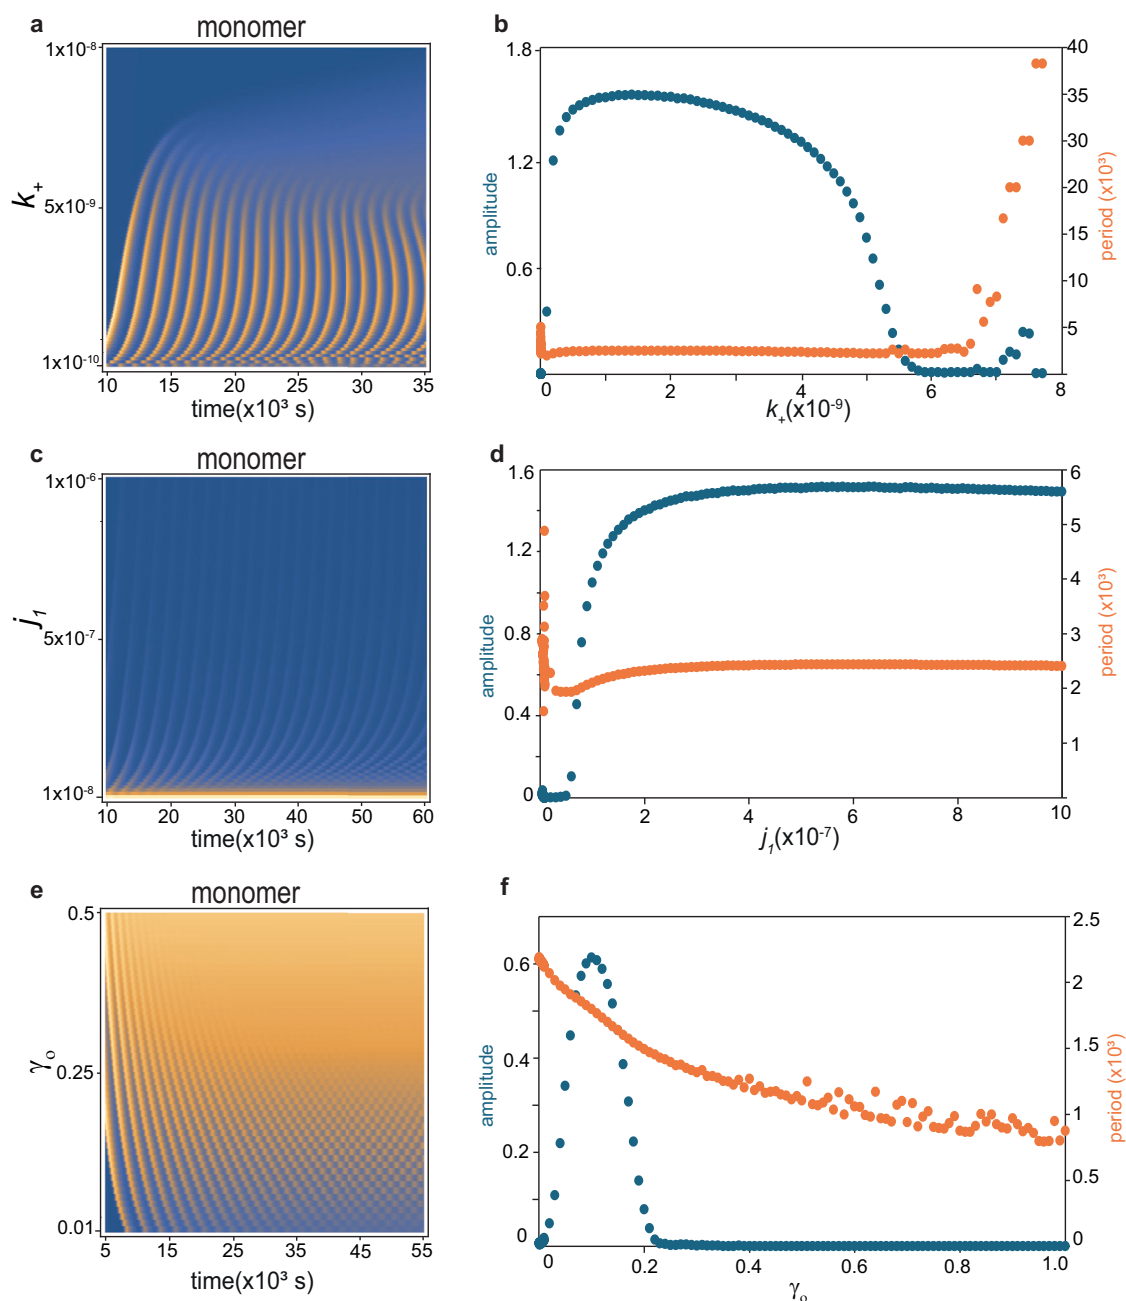 a
monomer
1x10⁻⁸
5x10⁻⁹
1x10⁻¹⁰
k₊
10 15 20 25 30 35
time(x10³ s)
b
1.8
1.2
0.6
0
amplitude
40
35
30
20
15
10
5
period (x10³)
0 2 4 6 8
k₊(x10⁻⁹)
c
monomer
1x10⁻⁶
5x10⁻⁷
1x10⁻⁸
j₁
10 20 30 40 50 60
time(x10³ s)
d
1.6
1.2
0.8
0.4
0
amplitude
6
5
4
3
2
1
period (x10³)
0 2 4 6 8 10
j₁(x10⁻⁷)
e
monomer
0.5
0.25
0.01
γₒ
5 15 25 35 45 55
time(x10³ s)
f
0.6
0.4
0.2
0
amplitude
2.5
2
1.5
1
0.5
0
period (x10³)
0 0.2 0.4 0.6 0.8 1.0
γₒ